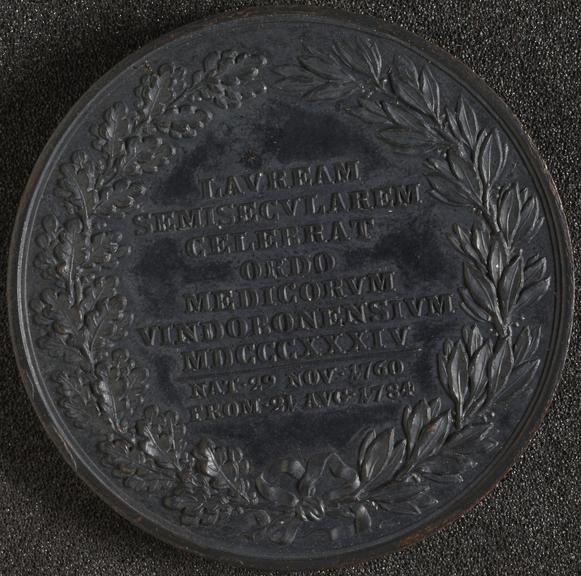 LAVREAM
SEMISECVLAREM
CELEBRAT
ORDO
MEDICORVM
VINDOBONENSIVM
MDCCCXXXIV
NAT·29 NOV·1760
PROM·21 AVG·1784